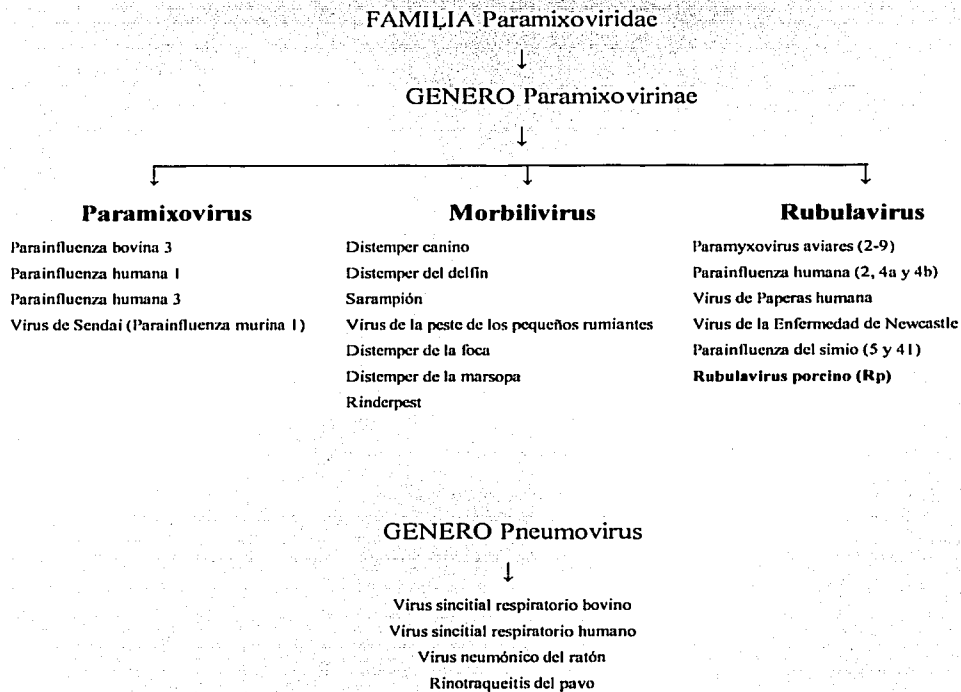 FAMILIA Paramixoviridae
↓
GENERO Paramixovirinae
↓
↓ ↓ ↓
Paramixovirus
Parainfluenza bovina 3
Parainfluenza humana 1
Parainfluenza humana 3
Virus de Sendai (Parainfluenza murina 1)
Morbilivirus
Distemper canino
Distemper del delfin
Sarampión
Virus de la peste de los pequeños rumiantes
Distemper de la foca
Distemper de la marsopa
Rinderpest
Rubulavirus
Paramyxovirus aviares (2-9)
Parainfluenza humana (2, 4a y 4b)
Virus de Paperas humana
Virus de la Enfermedad de Newcastle
Parainfluenza del simio (5 y 41)
Rubulavirus porcino (Rp)
GENERO Pneumovirus
↓
Virus sincitial respiratorio bovino
Virus sincitial respiratorio humano
Virus neumónico del ratón
Rinotraqueitis del pavo